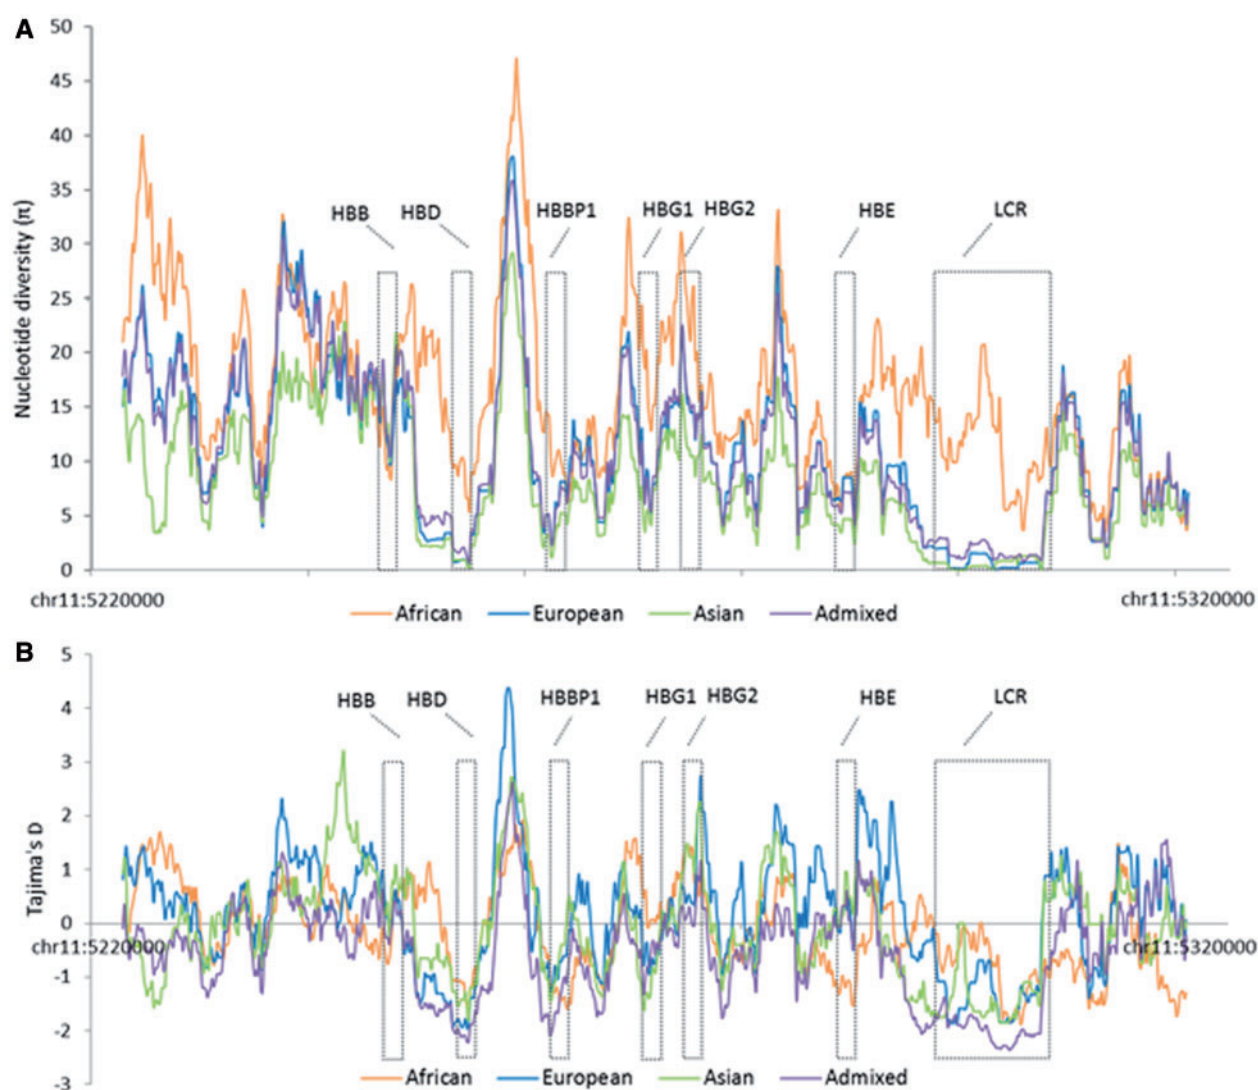 A
50
45
40
35
30
25
20
15
10
5
0
Nucleotide diversity (π)
HBB HBD HBBP1 HBG1 HBG2 HBE LCR
chr11:5220000 chr11:5320000
African European Asian Admixed
B
5
4
3
2
1
0
-1
-2
-3
Tajima's D
HBB HBD HBBP1 HBG1 HBG2 HBE LCR
chr11:5220000 chr11:5320000
African European Asian Admixed